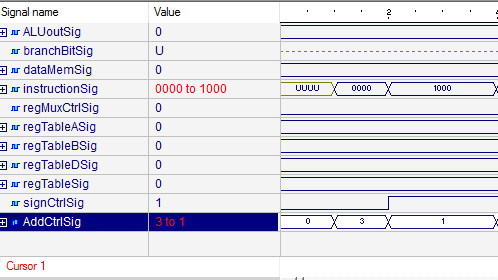 Signal name Value 2 4
ALUoutSig 0
branchBitSig U
dataMemSig 0
instructionSig 0000 to 1000 UUUU 0000 1000
regMuxCtrlSig 0
regTableASig 0
regTableBSig 0
regTableDSig 0
regTableSig 0
signCtrlSig 1
AddCtrlSig 3 to 1 0 3 1
Cursor 1